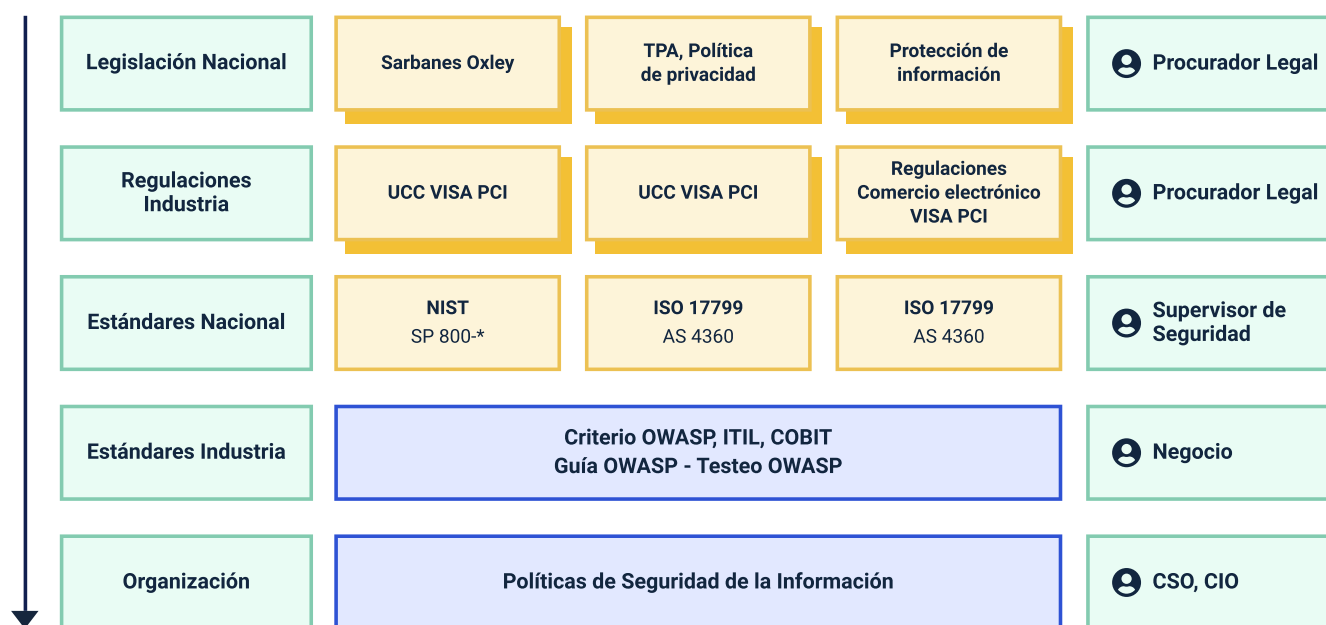 Legislación Nacional
Sarbanes Oxley
TPA, Política
de privacidad
Protección de
información
Procurador Legal
Regulaciones
Industria
UCC VISA PCI
UCC VISA PCI
Regulaciones
Comercio electrónico
VISA PCI
Procurador Legal
Estándares Nacional
NIST
SP 800-*
ISO 17799
AS 4360
ISO 17799
AS 4360
Supervisor de
Seguridad
Estándares Industria
Criterio OWASP, ITIL, COBIT
Guía OWASP - Testeo OWASP
Negocio
Organización
Políticas de Seguridad de la Información
CSO, CIO